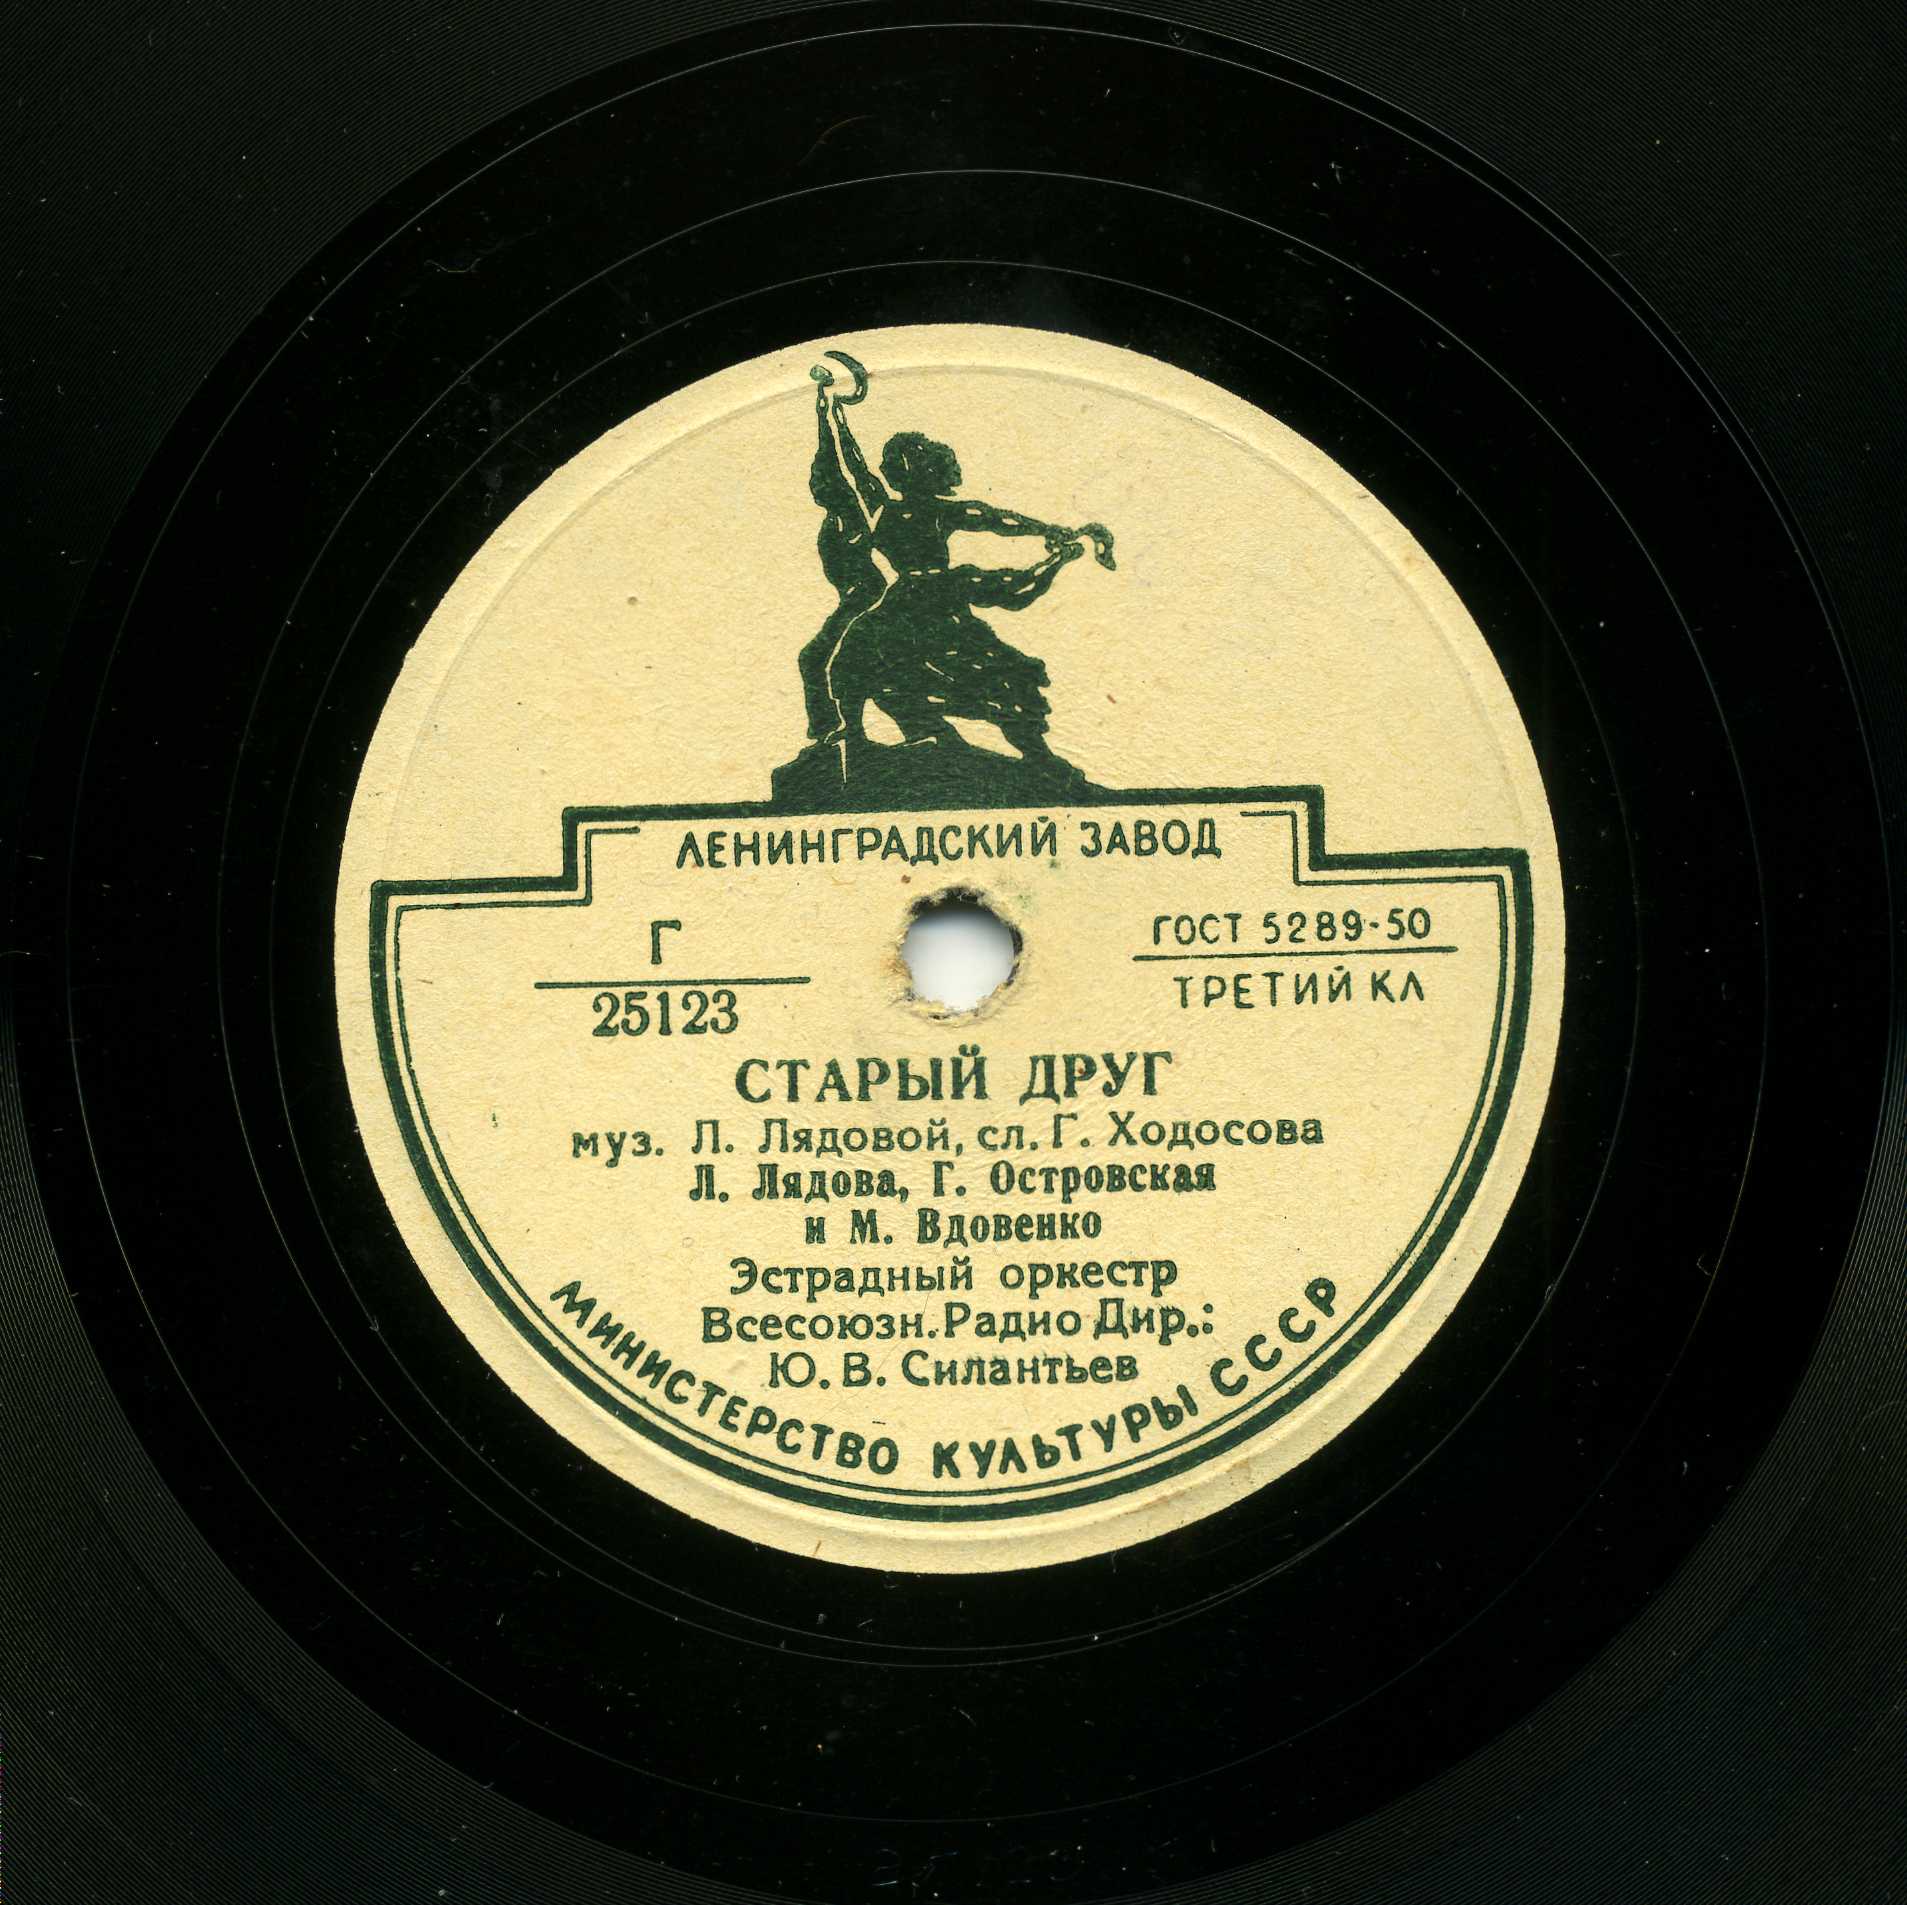 ЛЕНИНГРАДСКИЙ ЗАВОД
Г
25123
ГОСТ 5289-50
ТРЕТИЙ КЛ
СТАРЫЙ ДРУГ
муз. Л. Лядовой, сл. Г. Ходосова
Л. Лядова, Г. Островская
и М. Вдовенко
Эстрадный оркестр
Всесоюзн. Радио Дир.:
Ю. В. Силантьев
МИНИСТЕРСТВО КУЛЬТУРЫ СССР